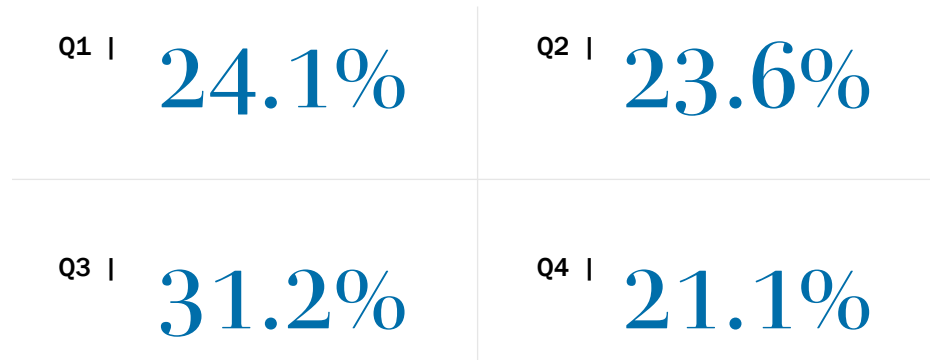 Q1 | 24.1%
Q2 | 23.6%
Q3 | 31.2%
Q4 | 21.1%